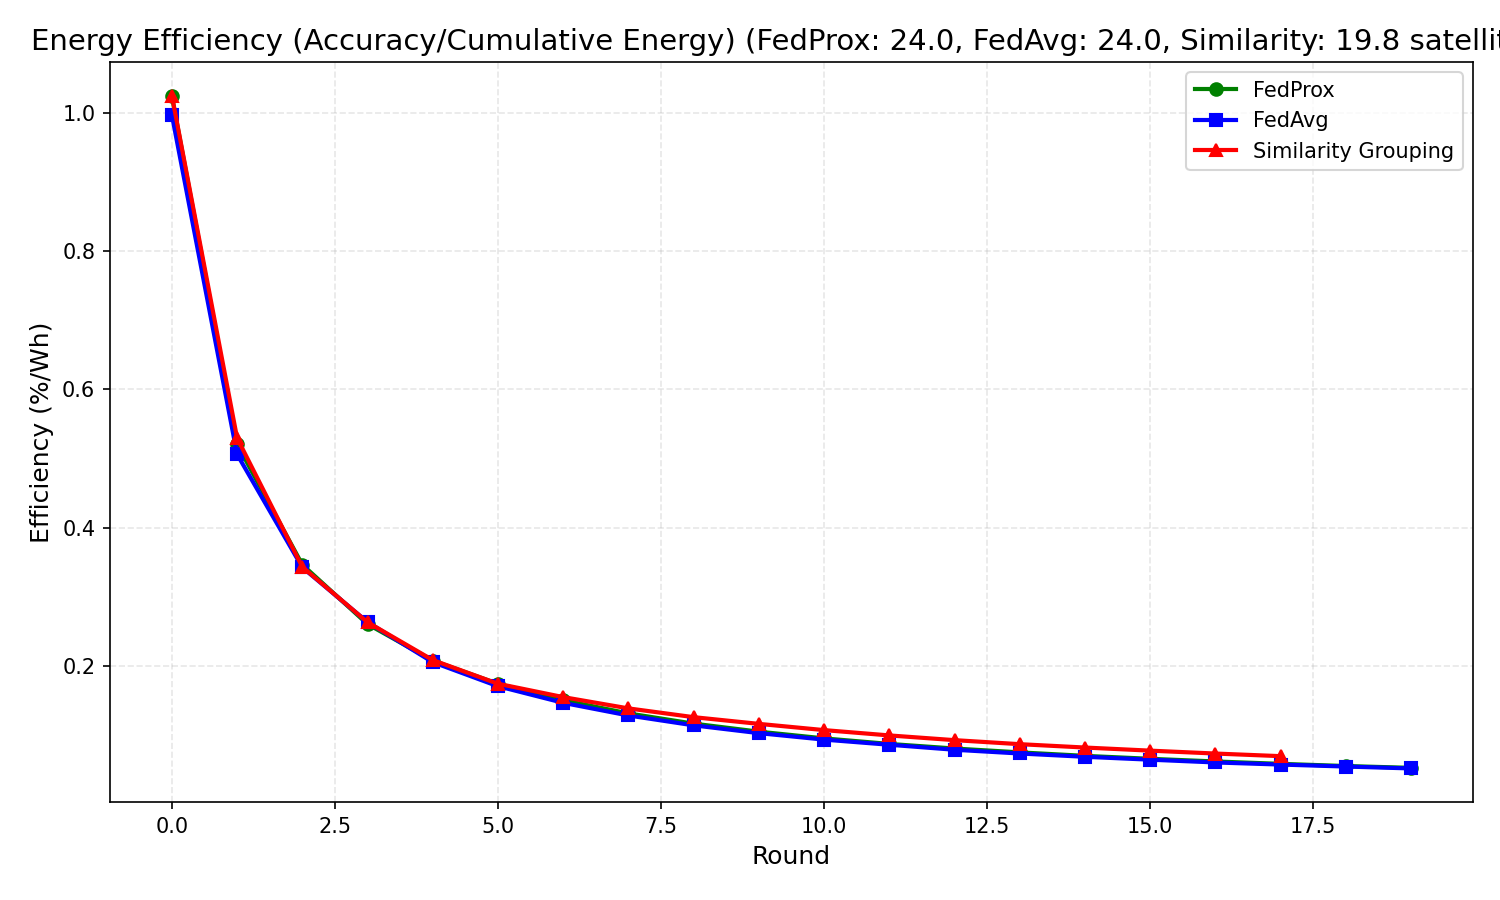 Energy Efficiency (Accuracy/Cumulative Energy) (FedProx: 24.0, FedAvg: 24.0, Similarity: 19.8
FedProx
FedAvg
Similarity Grouping
Efficiency (%/Wh)
1.0
0.8
0.6
0.4
0.2
0.0 2.5 5.0 7.5 10.0 12.5 15.0 17.5
Round